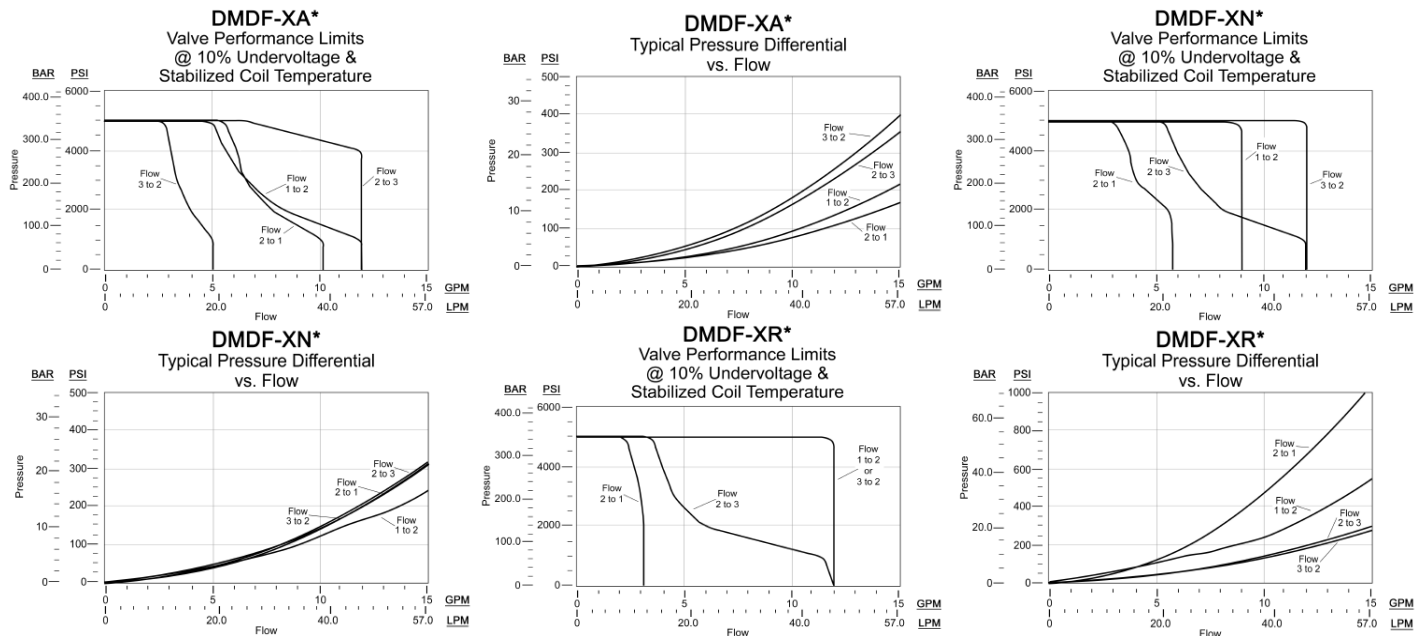 DMDF-XA*
Valve Performance Limits
@ 10% Undervoltage &
Stabilized Coil Temperature
BAR PSI
400.0
300.0
200.0
100.0
0
6000
4000
2000
0
Pressure
Flow
3 to 2
Flow
1 to 2
Flow
2 to 1
Flow
2 to 3
0 5 10 15
GPM
0 20.0 40.0 57.0
LPM
Flow
DMDF-XA*
Typical Pressure Differential
vs. Flow
BAR PSI
30
20
10
0
500
400
300
200
100
0
Pressure
Flow
3 to 2
Flow
2 to 3
Flow
1 to 2
Flow
2 to 1
0 5 10 15
GPM
0 20.0 40.0 57.0
LPM
Flow
DMDF-XN*
Valve Performance Limits
@ 10% Undervoltage &
Stabilized Coil Temperature
BAR PSI
400.0
300.0
200.0
100.0
0
6000
4000
2000
0
Pressure
Flow
2 to 1
Flow
2 to 3
Flow
1 to 2
Flow
3 to 2
0 5 10 15
GPM
0 20.0 40.0 57.0
LPM
Flow
DMDF-XN*
Typical Pressure Differential
vs. Flow
BAR PSI
30
20
10
0
500
400
300
200
100
0
Pressure
Flow
2 to 3
Flow
2 to 1
Flow
3 to 2
Flow
1 to 2
0 5 10 15
GPM
0 20.0 40.0 57.0
LPM
Flow
DMDF-XR*
Valve Performance Limits
@ 10% Undervoltage &
Stabilized Coil Temperature
BAR PSI
400.0
300.0
200.0
100.0
0
6000
4000
2000
0
Pressure
Flow
2 to 1
Flow
2 to 3
Flow
1 to 2
or
3 to 2
0 5 10 15
GPM
0 20.0 40.0 57.0
LPM
Flow
DMDF-XR*
Typical Pressure Differential
vs. Flow
BAR PSI
60.0
40.0
20.0
0
1000
800
600
400
200
0
Pressure
Flow
2 to 1
Flow
1 to 2
Flow
2 to 3
Flow
3 to 2
0 5 10 15
GPM
0 20.0 40.0 57.0
LPM
Flow